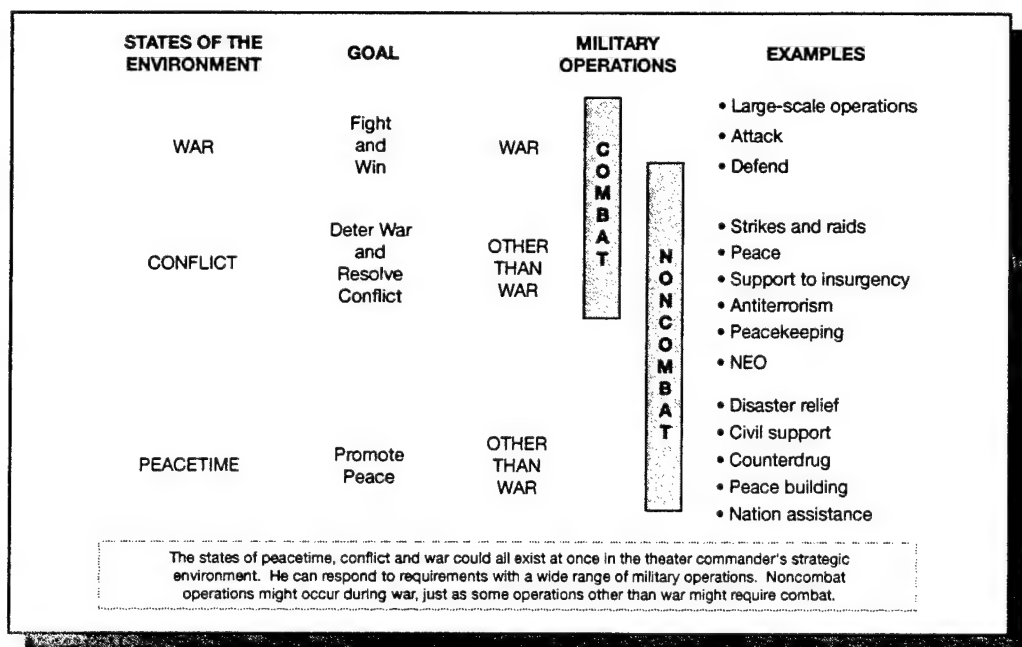 STATES OF THE
ENVIRONMENT
GOAL
MILITARY
OPERATIONS
EXAMPLES
WAR
Fight
and
Win
WAR
COMBAT
• Large-scale operations
• Attack
• Defend
CONFLICT
Deter War
and
Resolve
Conflict
OTHER
THAN
WAR
NONCOMBAT
• Strikes and raids
• Peace
• Support to insurgency
• Antiterrorism
• Peacekeeping
• NEO
PEACETIME
Promote
Peace
OTHER
THAN
WAR
• Disaster relief
• Civil support
• Counterdrug
• Peace building
• Nation assistance
The states of peacetime, conflict and war could all exist at once in the theater commander's strategic
environment. He can respond to requirements with a wide range of military operations. Noncombat
operations might occur during war, just as some operations other than war might require combat.